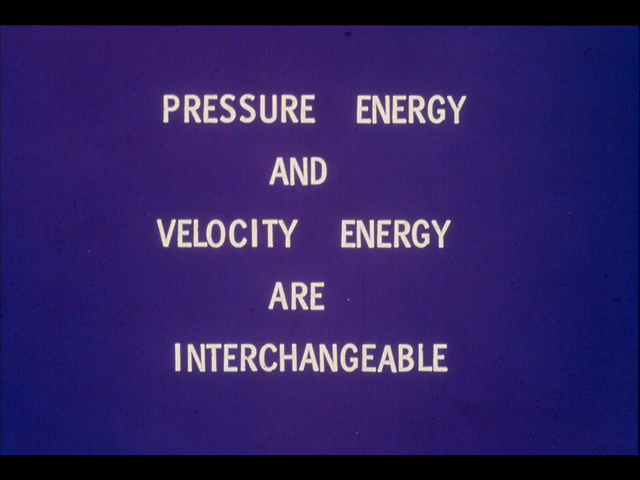 PRESSURE ENERGY
AND
VELOCITY ENERGY
ARE
INTERCHANGEABLE